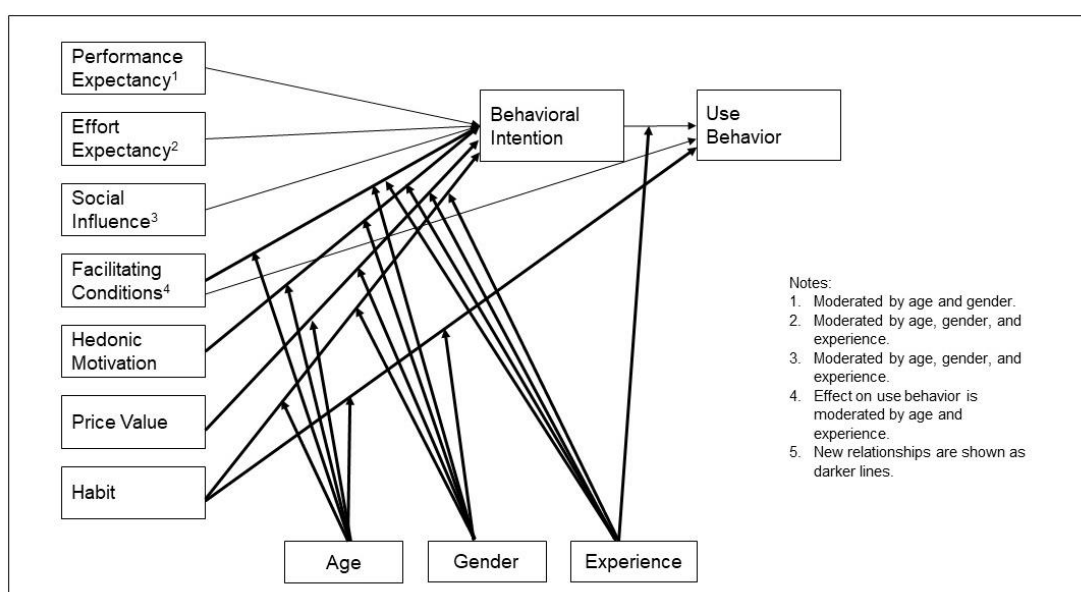 Performance
Expectancy1
Effort
Expectancy2
Social
Influence3
Facilitating
Conditions4
Hedonic
Motivation
Price Value
Habit
Behavioral
Intention
Use
Behavior
Age
Gender
Experience
Notes:
1. Moderated by age and gender.
2. Moderated by age, gender, and
experience.
3. Moderated by age, gender, and
experience.
4. Effect on use behavior is
moderated by age and
experience.
5. New relationships are shown as
darker lines.